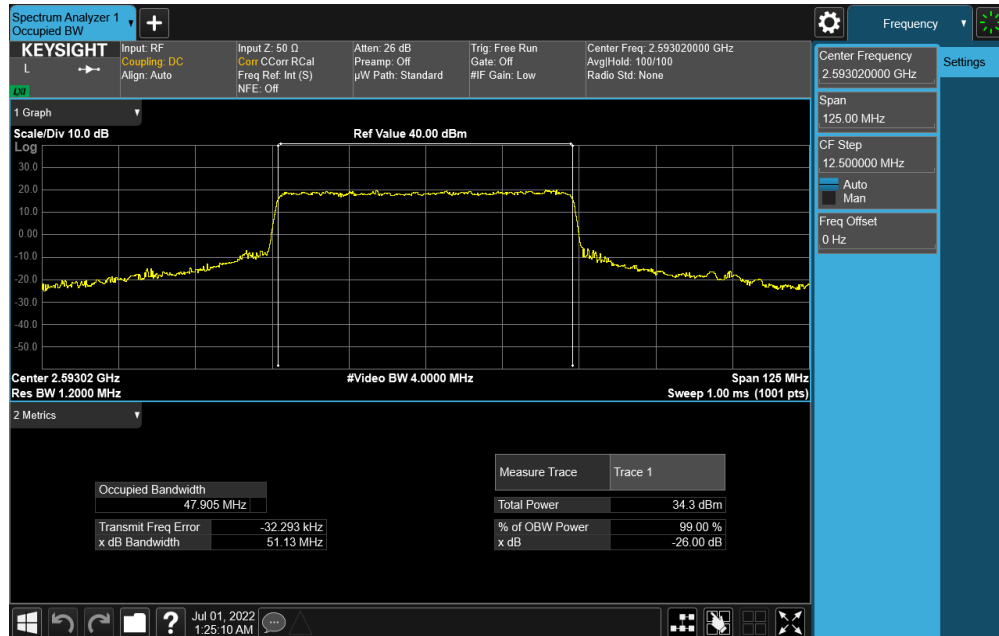 Spectrum Analyzer 1
Occupied BW
Frequency
KEYSIGHT
L
LXI
Input: RF
Coupling: DC
Align: Auto
Input Z: 50 Ω
Corr CCorr RCal
Freq Ref: Int (S)
NFE: Off
Atten: 26 dB
Preamp: Off
µW Path: Standard
Trig: Free Run
Gate: Off
#IF Gain: Low
Center Freq: 2.593020000 GHz
Avg|Hold: 100/100
Radio Std: None
Center Frequency
2.593020000 GHz
Settings
Span
125.00 MHz
CF Step
12.500000 MHz
Auto
Man
Freq Offset
0 Hz
1 Graph
Scale/Div 10.0 dB
Ref Value 40.00 dBm
Log
30.0
20.0
10.0
0.00
-10.0
-20.0
-30.0
-40.0
-50.0
Center 2.59302 GHz
#Video BW 4.0000 MHz
Span 125 MHz
Res BW 1.2000 MHz
Sweep 1.00 ms (1001 pts)
2 Metrics
Measure Trace
Trace 1
Occupied Bandwidth
47.905 MHz
Total Power
34.3 dBm
Transmit Freq Error
-32.293 kHz
% of OBW Power
99.00 %
x dB Bandwidth
51.13 MHz
x dB
-26.00 dB
?
Jul 01, 2022
1:25:10 AM